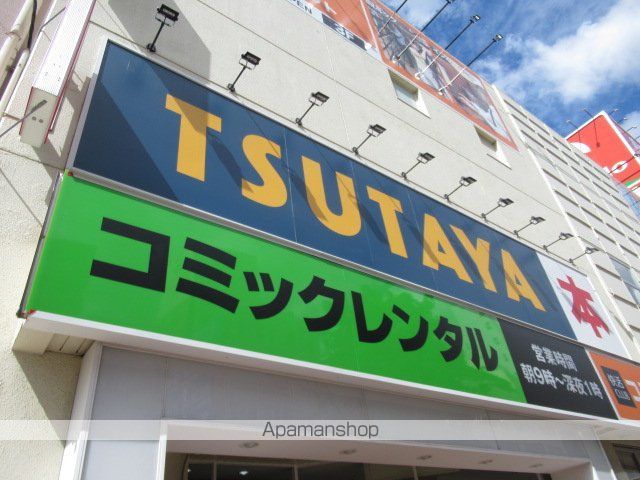 TSUTAYA
本
コミックレンタル
営業時間
朝9時～深夜1時
Apamanshop